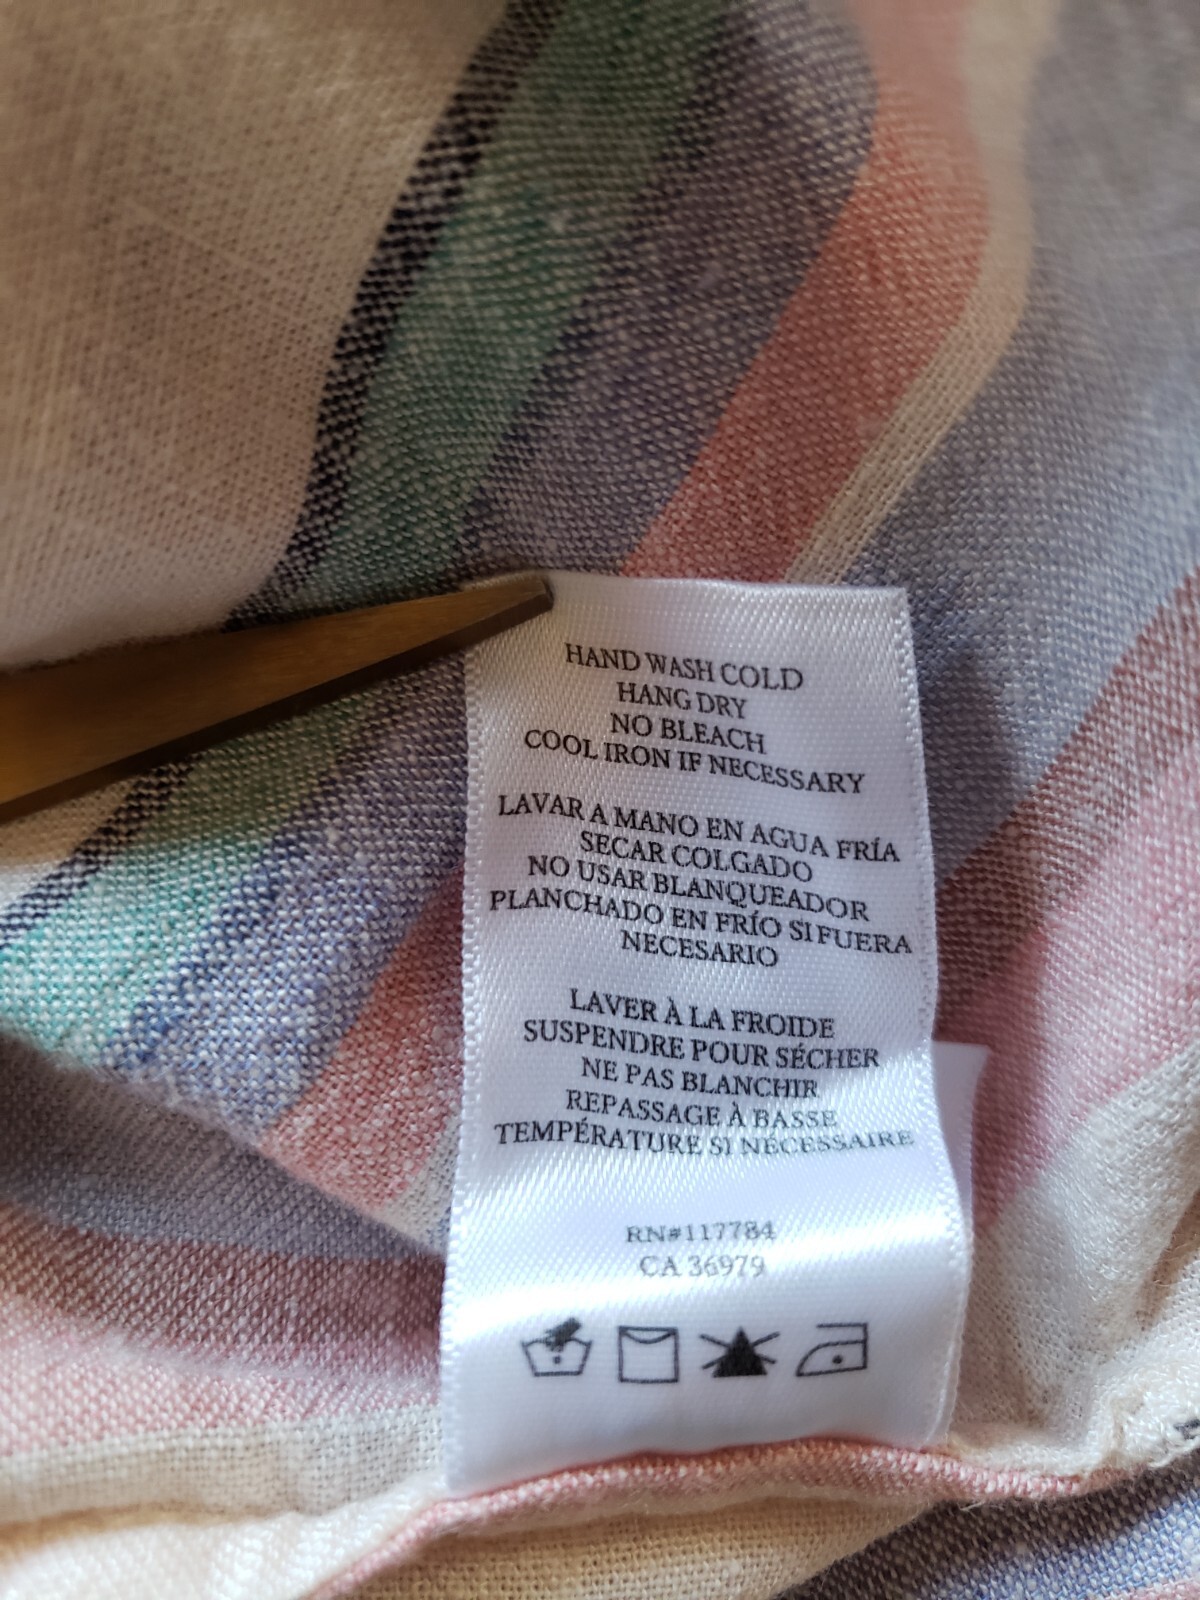 HAND WASH COLD
HANG DRY
NO BLEACH
COOL IRON IF NECESSARY
LAVAR A MANO EN AGUA FRÍA
SECAR COLGADO
NO USAR BLANQUEADOR
PLANCHADO EN FRÍO SI FUERA
NECESARIO
LAVER À LA FROIDE
SUSPENDRE POUR SÉCHER
NE PAS BLANCHIR
REPASSAGE À BASSE
TEMPÉRATURE SI NÉCESSAIRE
RN#117784
CA 36979